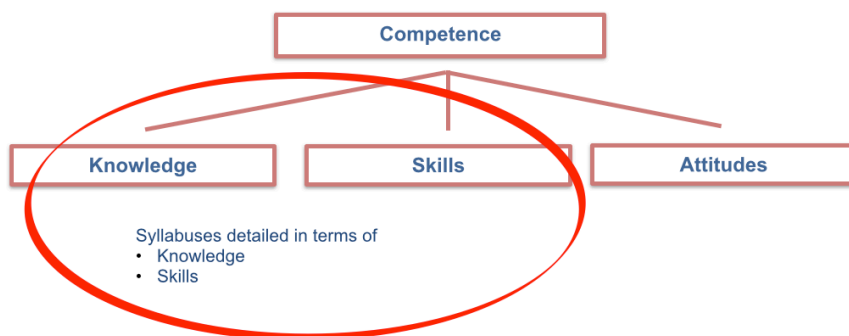 Competence
Knowledge
Skills
Attitudes
Syllabuses detailed in terms of
• Knowledge
• Skills